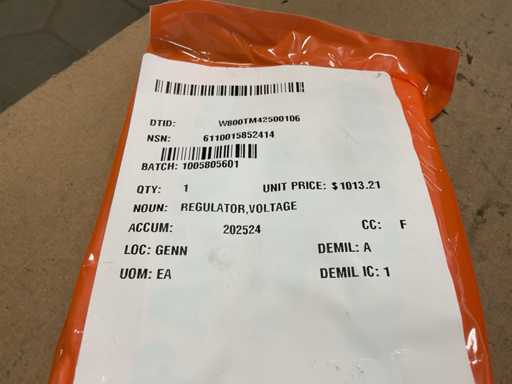 DTID: W800TM42500106
NSN: 6110015852414
BATCH: 1005805601
QTY: 1 UNIT PRICE: $1013.21
NOUN: REGULATOR,VOLTAGE
ACCUM: 202524 CC: F
LOC: GENN DEMIL: A
UOM: EA DEMIL IC: 1